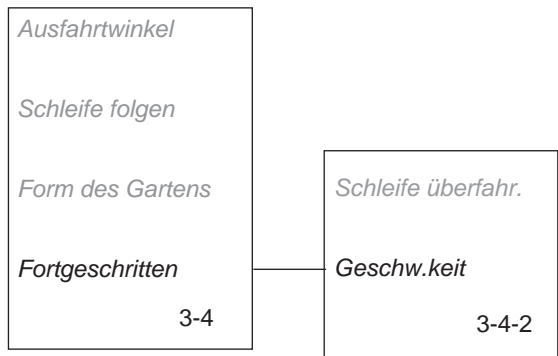 Ausfahrtwinkel
Schleife folgen
Form des Gartens
Fortgeschritten
3-4
Schleife überfahr.
Geschw.keit
3-4-2